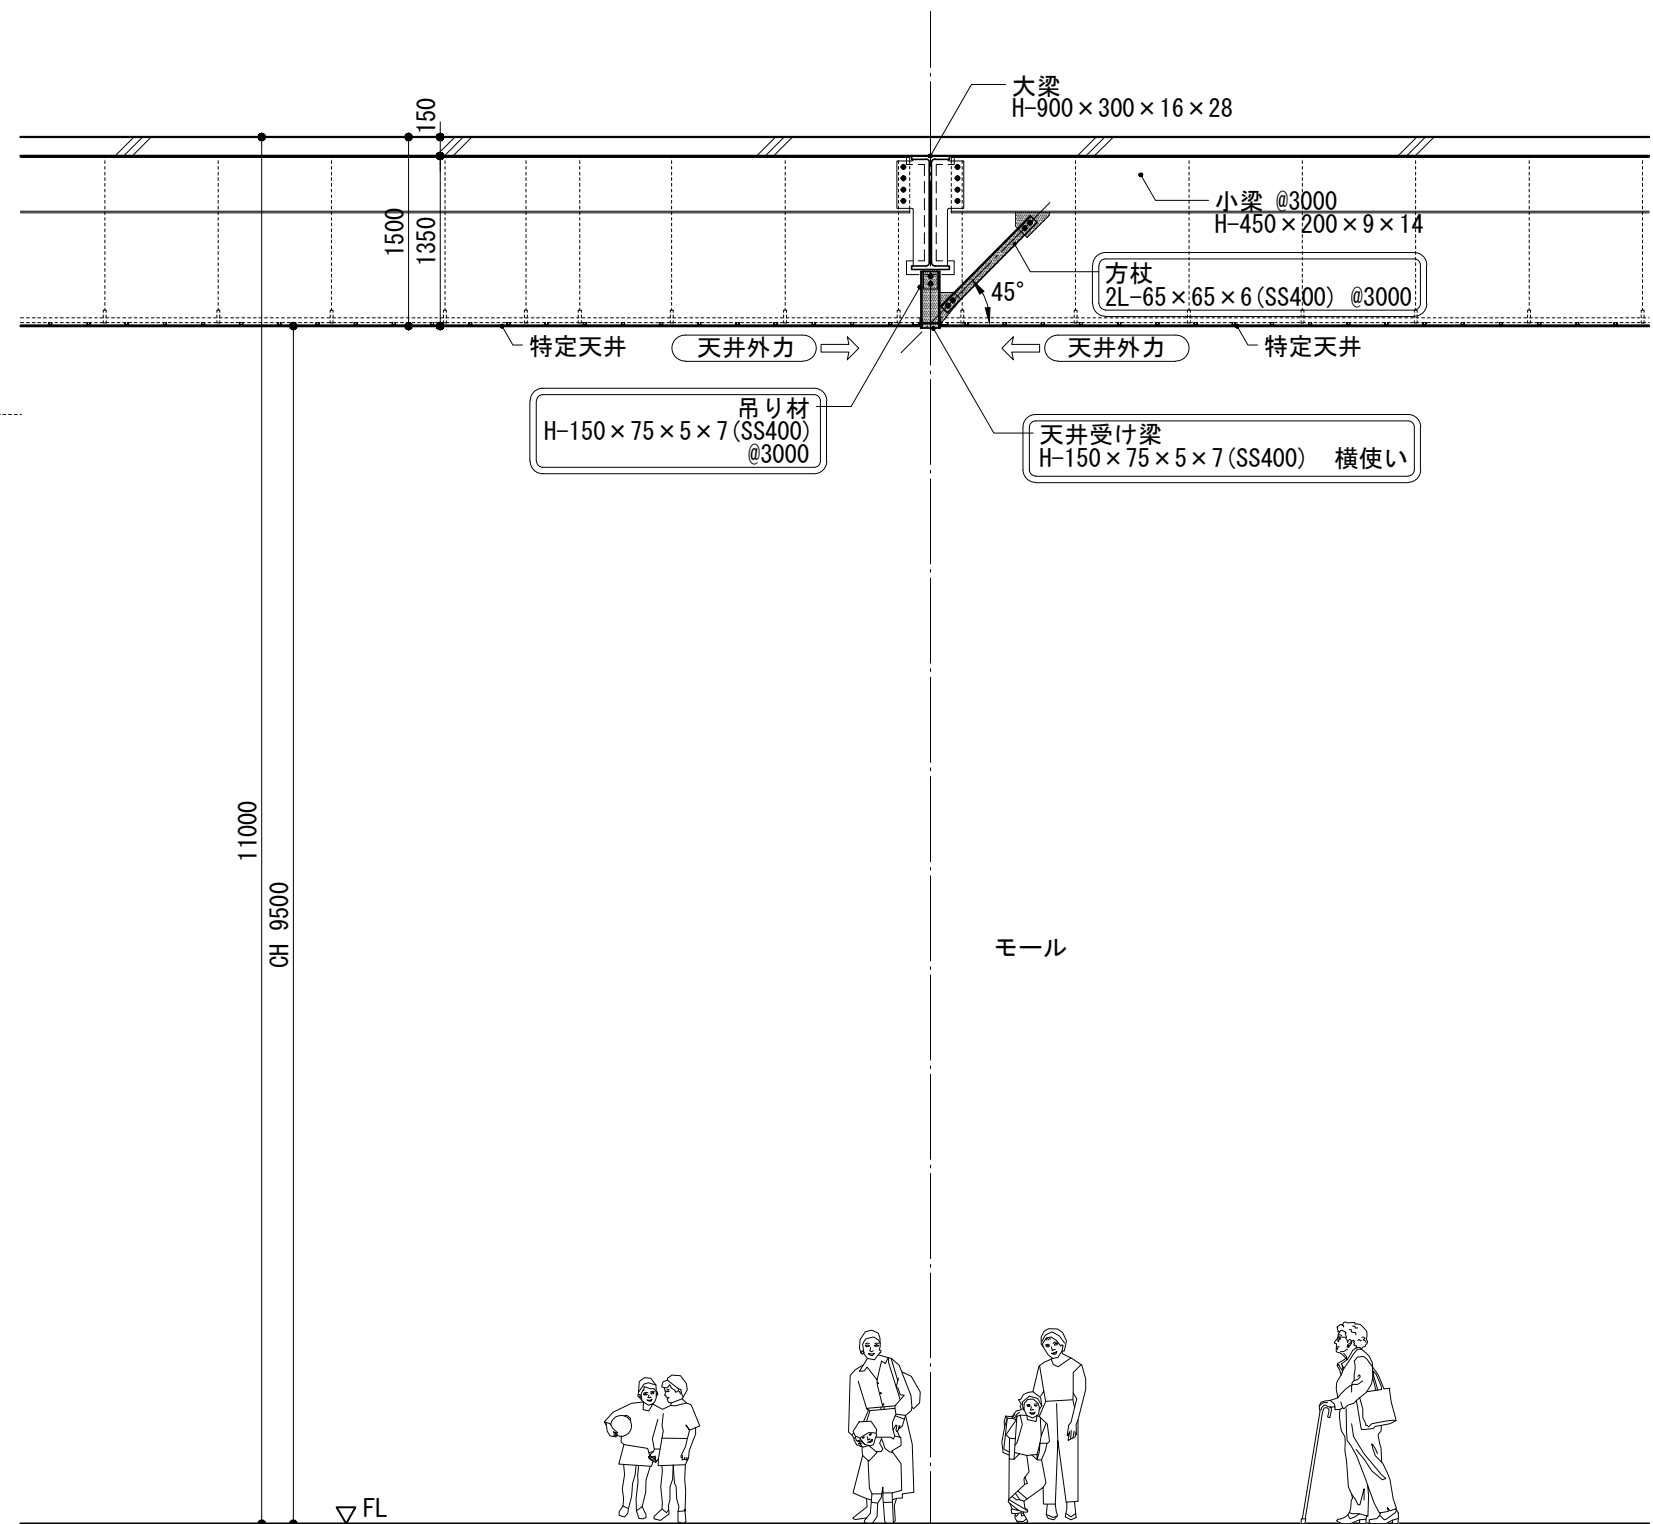 大梁
H-900×300×16×28
150
1500
1350
小梁 @3000
H-450×200×9×14
方杖
2L-65×65×6(SS400) @3000
45°
特定天井
天井外力
天井外力
特定天井
吊り材
H-150×75×5×7(SS400)
@3000
天井受け梁
H-150×75×5×7(SS400) 横使い
11000
CH 9500
モール
FL